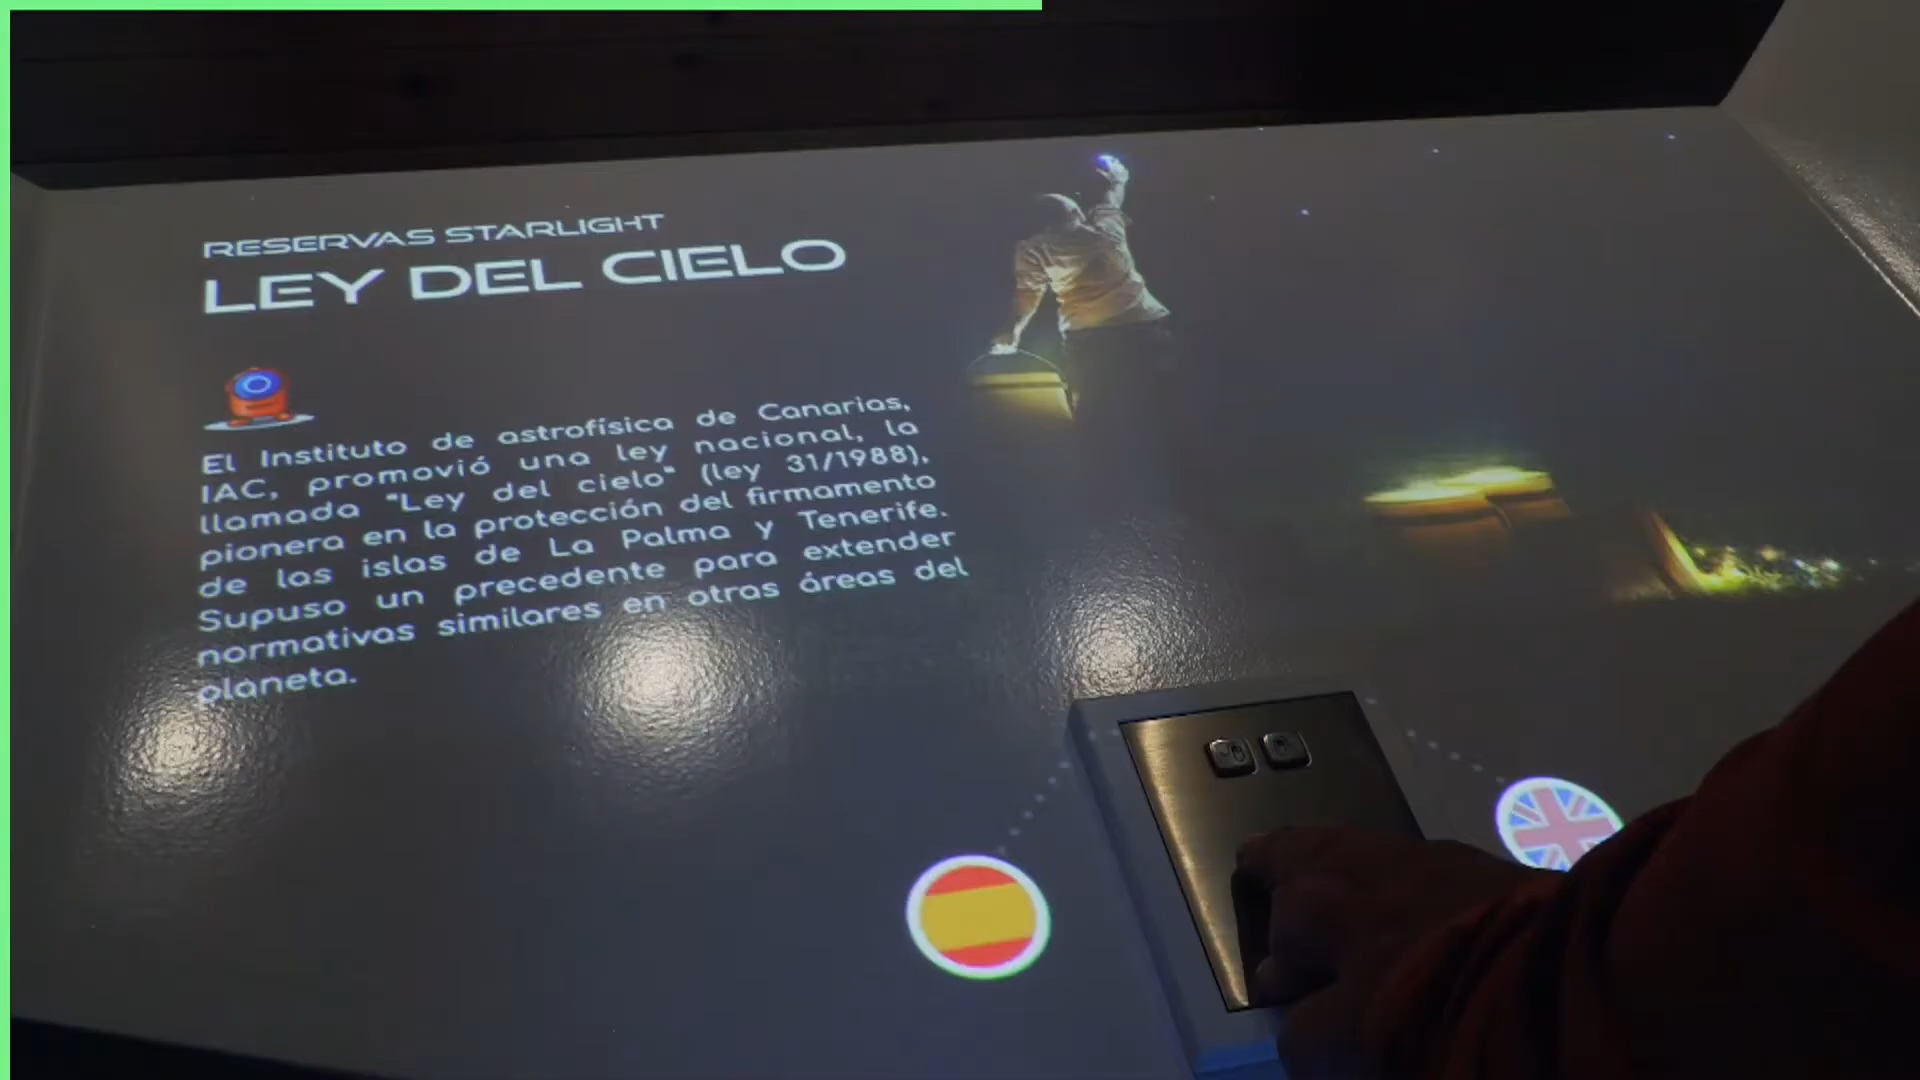 RESERVAS STARLIGHT
LEY DEL CIELO
El Instituto de astrofísica de Canarias,
IAC, promovió una ley nacional, la
llamada "Ley del cielo" (ley 31/1988),
pionera en la protección del firmamento
de las islas de La Palma y Tenerife.
Supuso un precedente para extender
normativas similares en otras áreas del
planeta.